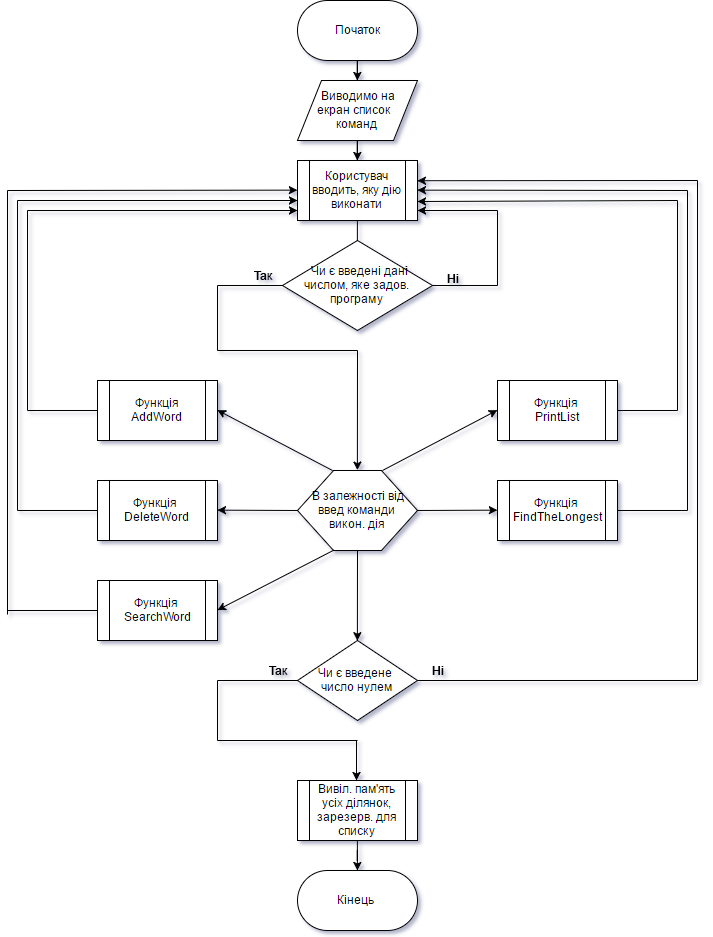 Початок
Виводимо на
екран список
команд
Користувач
вводить, яку дію
виконати
Чи є введені дані
числом, яке задов.
програму
Так
Ні
Функція
AddWord
Функція
PrintList
В залежності від
введ команди
викон. дія
Функція
DeleteWord
Функція
FindTheLongest
Функція
SearchWord
Так
Чи є введене
число нулем
Ні
Вивіл. пам'ять
усіх ділянок,
зарезерв. для
списку
Кінець